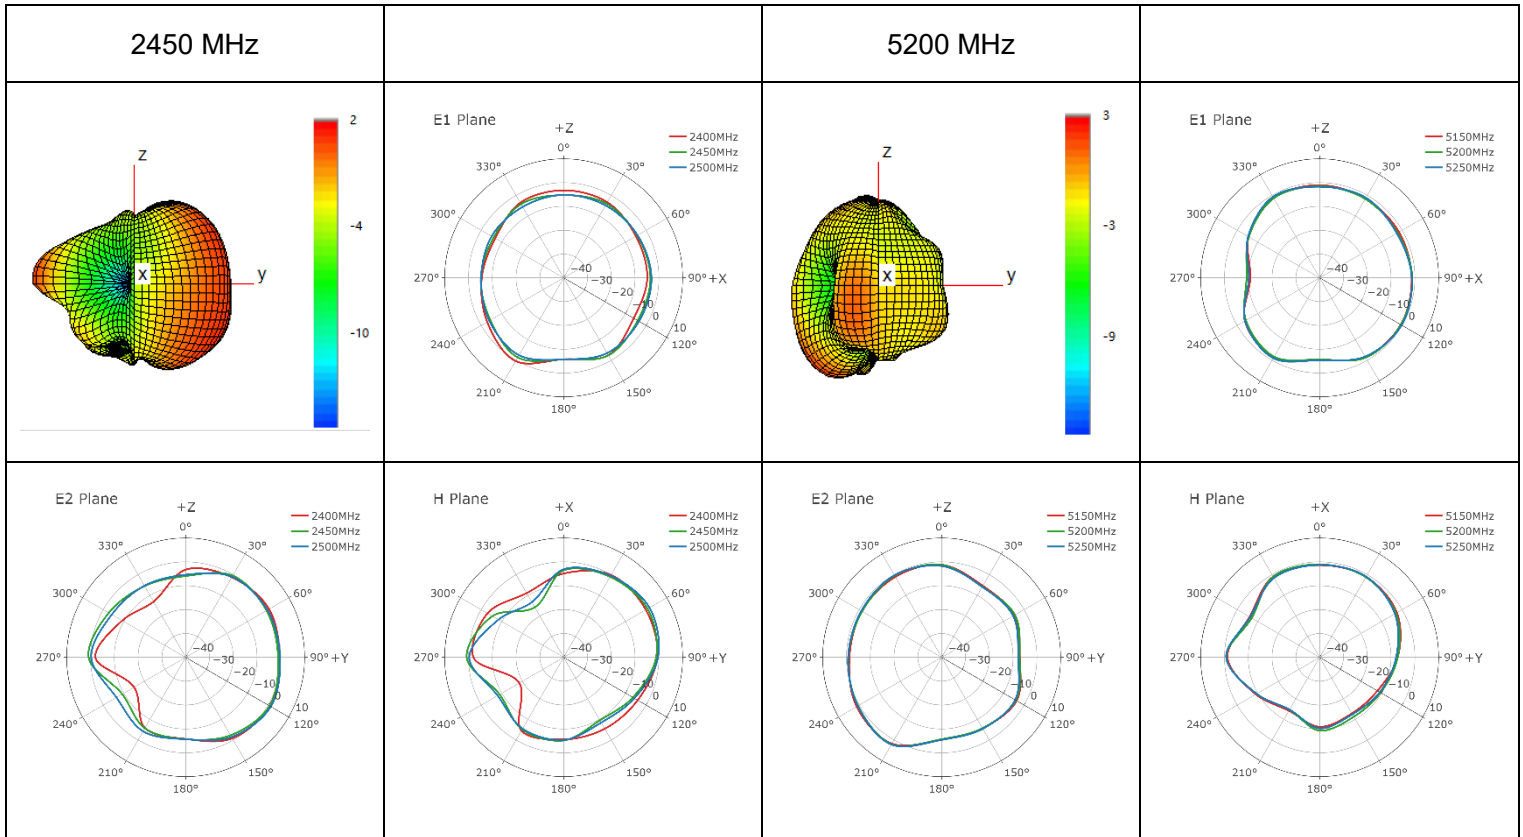 2450 MHz
5200 MHz
2
-4
-10
z
x
y
E1 Plane
+Z
2400MHz
2450MHz
2500MHz
0°
30°
60°
90°+X
120°
150°
180°
210°
240°
270°
300°
330°
−40
−30
−20
−10
0
10
3
-3
-9
z
x
y
E1 Plane
+Z
5150MHz
5200MHz
5250MHz
0°
30°
60°
90°+X
120°
150°
180°
210°
240°
270°
300°
330°
−40
−30
−20
−10
0
10
E2 Plane
+Z
2400MHz
2450MHz
2500MHz
0°
30°
60°
90°+Y
120°
150°
180°
210°
240°
270°
300°
330°
−40
−30
−20
−10
0
10
H Plane
+X
2400MHz
2450MHz
2500MHz
0°
30°
60°
90°+Y
120°
150°
180°
210°
240°
270°
300°
330°
−40
−30
−20
−10
0
10
E2 Plane
+Z
5150MHz
5200MHz
5250MHz
0°
30°
60°
90°+Y
120°
150°
180°
210°
240°
270°
300°
330°
−40
−30
−20
−10
0
10
H Plane
+X
5150MHz
5200MHz
5250MHz
0°
30°
60°
90°+Y
120°
150°
180°
210°
240°
270°
300°
330°
−40
−30
−20
−10
0
10